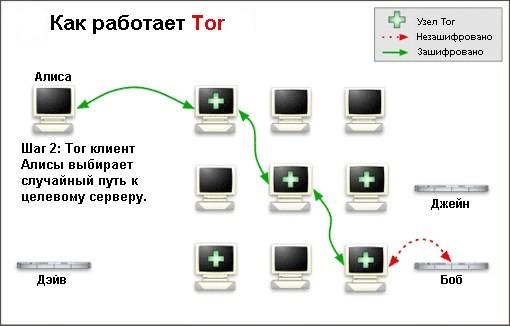 Как работает Tor
Узел Tor
Незашифровано
Зашифровано
Алиса
Шаг 2: Tor клиент
Алисы выбирает
случайный путь к
целевому серверу.
Джейн
Дэйв
Боб